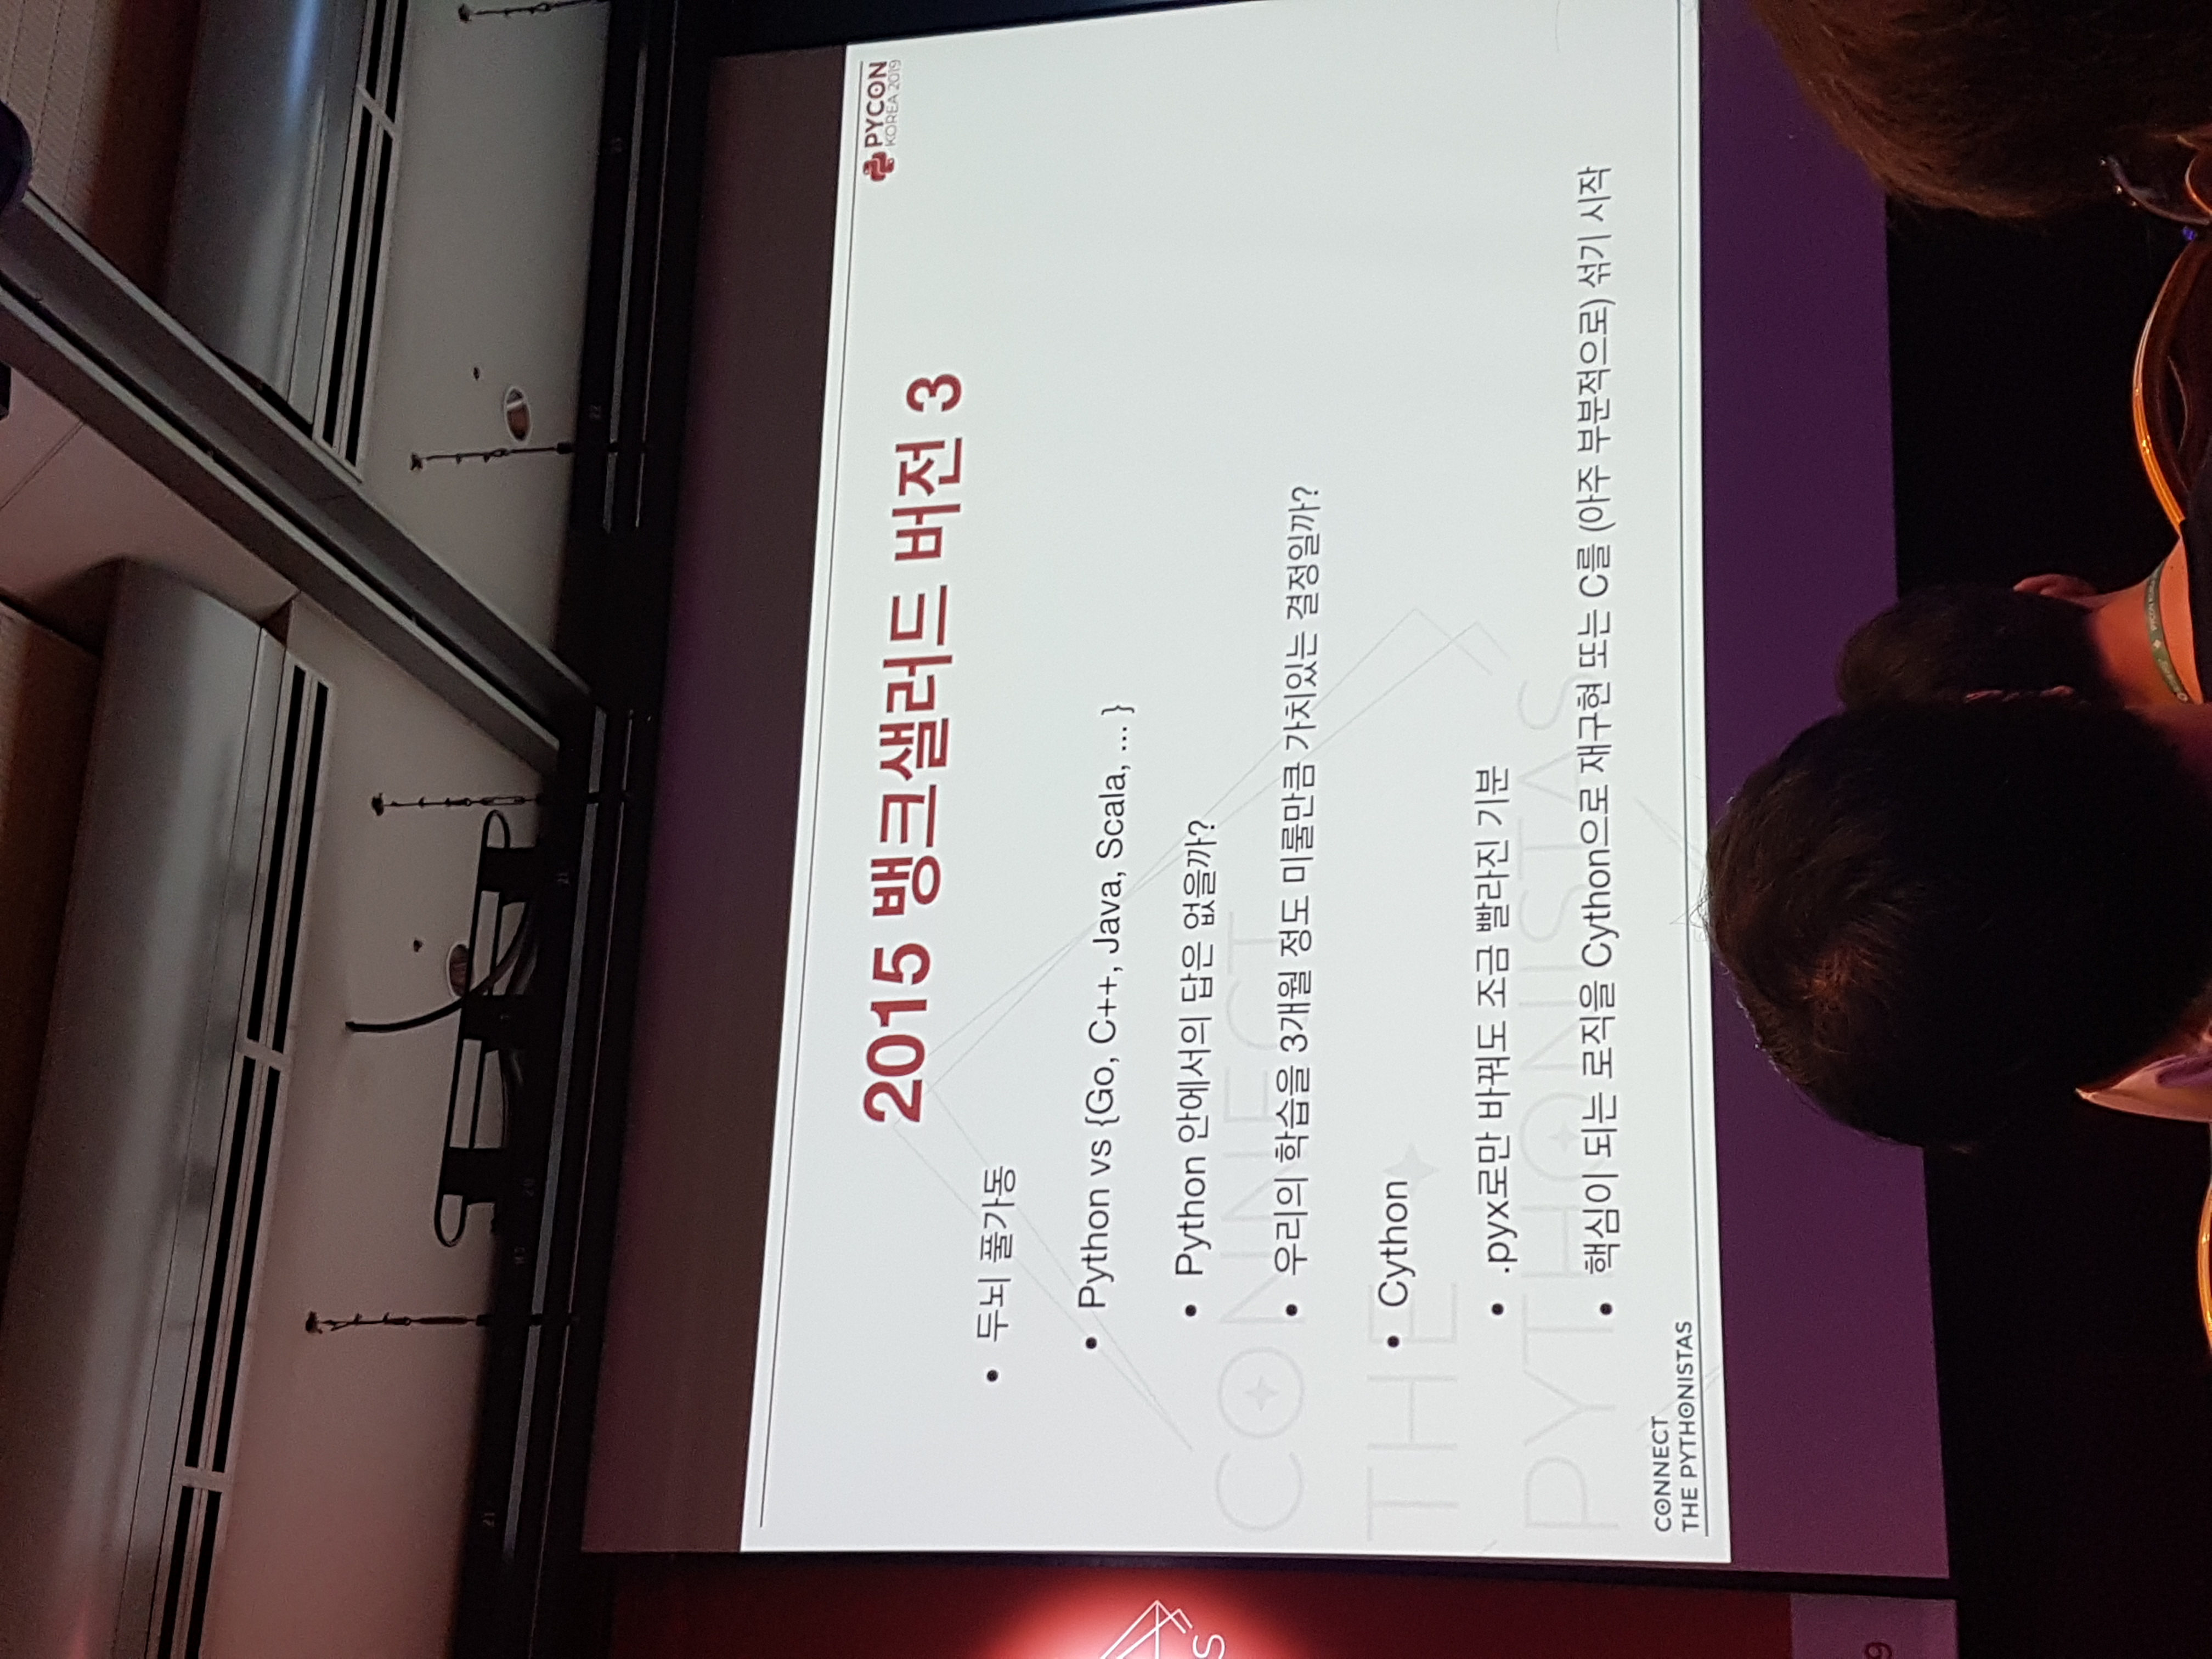 PYCON
KOREA 2019
2015 뱅크샐러드 버전 3
• 두뇌 풀가동
• Python vs {Go, C++, Java, Scala, ... }
• Python 안에서의 답은 없을까?
• 우리의 학습을 3개월 정도 미룰만큼 가치있는 결정일까?
• Cython
• .pyx로만 바꿔도 조금 빨라진 기분
• 핵심이 되는 로직을 Cython으로 재구현 또는 C를 (아주 부분적으로) 섞기 시작
CONNECT
THE
PYTHONISTAS
CONNECT
THE PYTHONISTAS
S
9
21
20
21
22